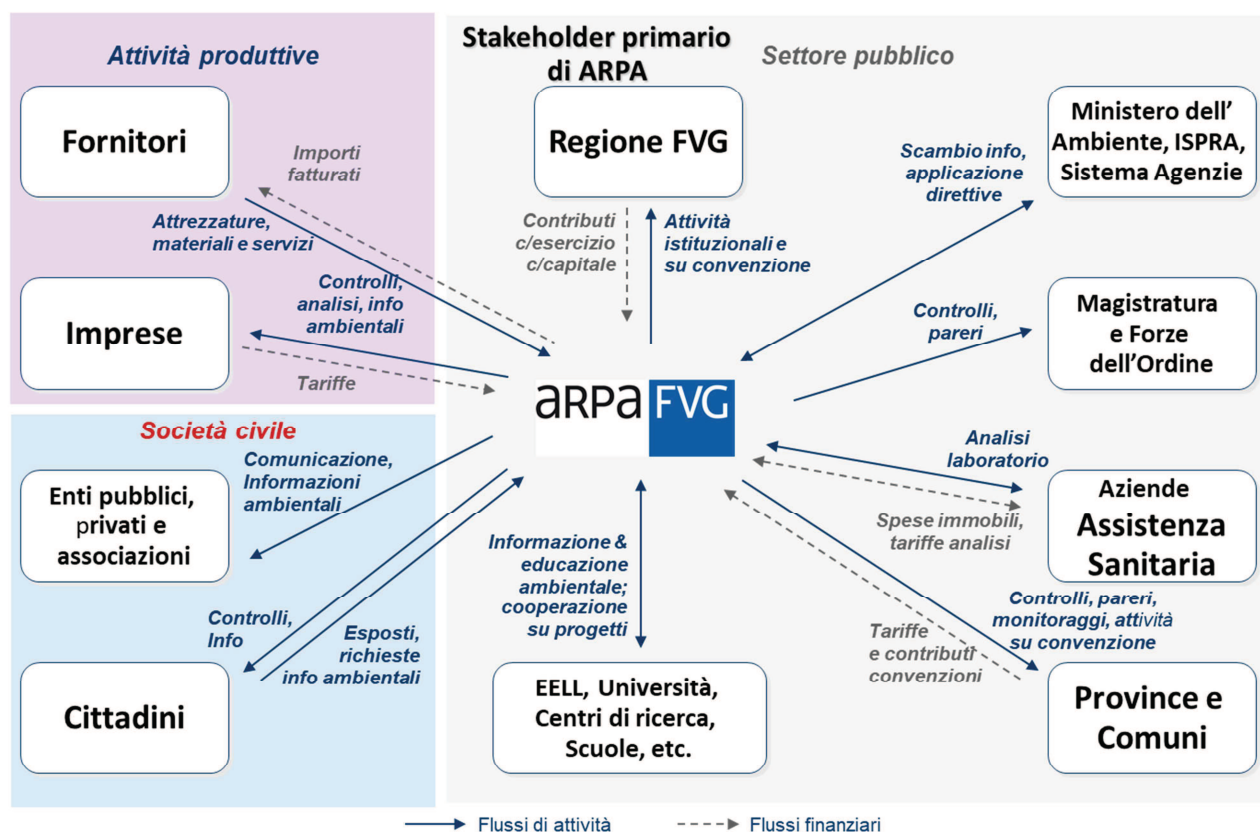 Attività produttive
Fornitori
Importi
fatturati
Attrezzature,
materiali e servizi
Controlli,
analisi, info
ambientali
Imprese
Tariffe
Società civile
Comunicazione,
Informazioni
ambientali
Enti pubblici,
privati e
associazioni
Controlli,
Info
Esposti,
richieste
info ambientali
Cittadini
Stakeholder primario
di ARPA
Settore pubblico
Regione FVG
Contributi
c/esercizio
c/capitale
Attività
istituzionali e
su convenzione
Scambio info,
applicazione
direttive
Ministero dell'
Ambiente, ISPRA,
Sistema Agenzie
Controlli,
pareri
Magistratura
e Forze
dell'Ordine
arpa FVG
Analisi
laboratorio
Spese immobili,
tariffe analisi
Aziende
Assistenza
Sanitaria
Informazione &
educazione
ambientale;
cooperazione
su progetti
Controlli, pareri,
monitoraggi, attività
su convenzione
Tariffe
e contributi
convenzioni
EELL, Università,
Centri di ricerca,
Scuole, etc.
Province e
Comuni
Flussi di attività
Flussi finanziari